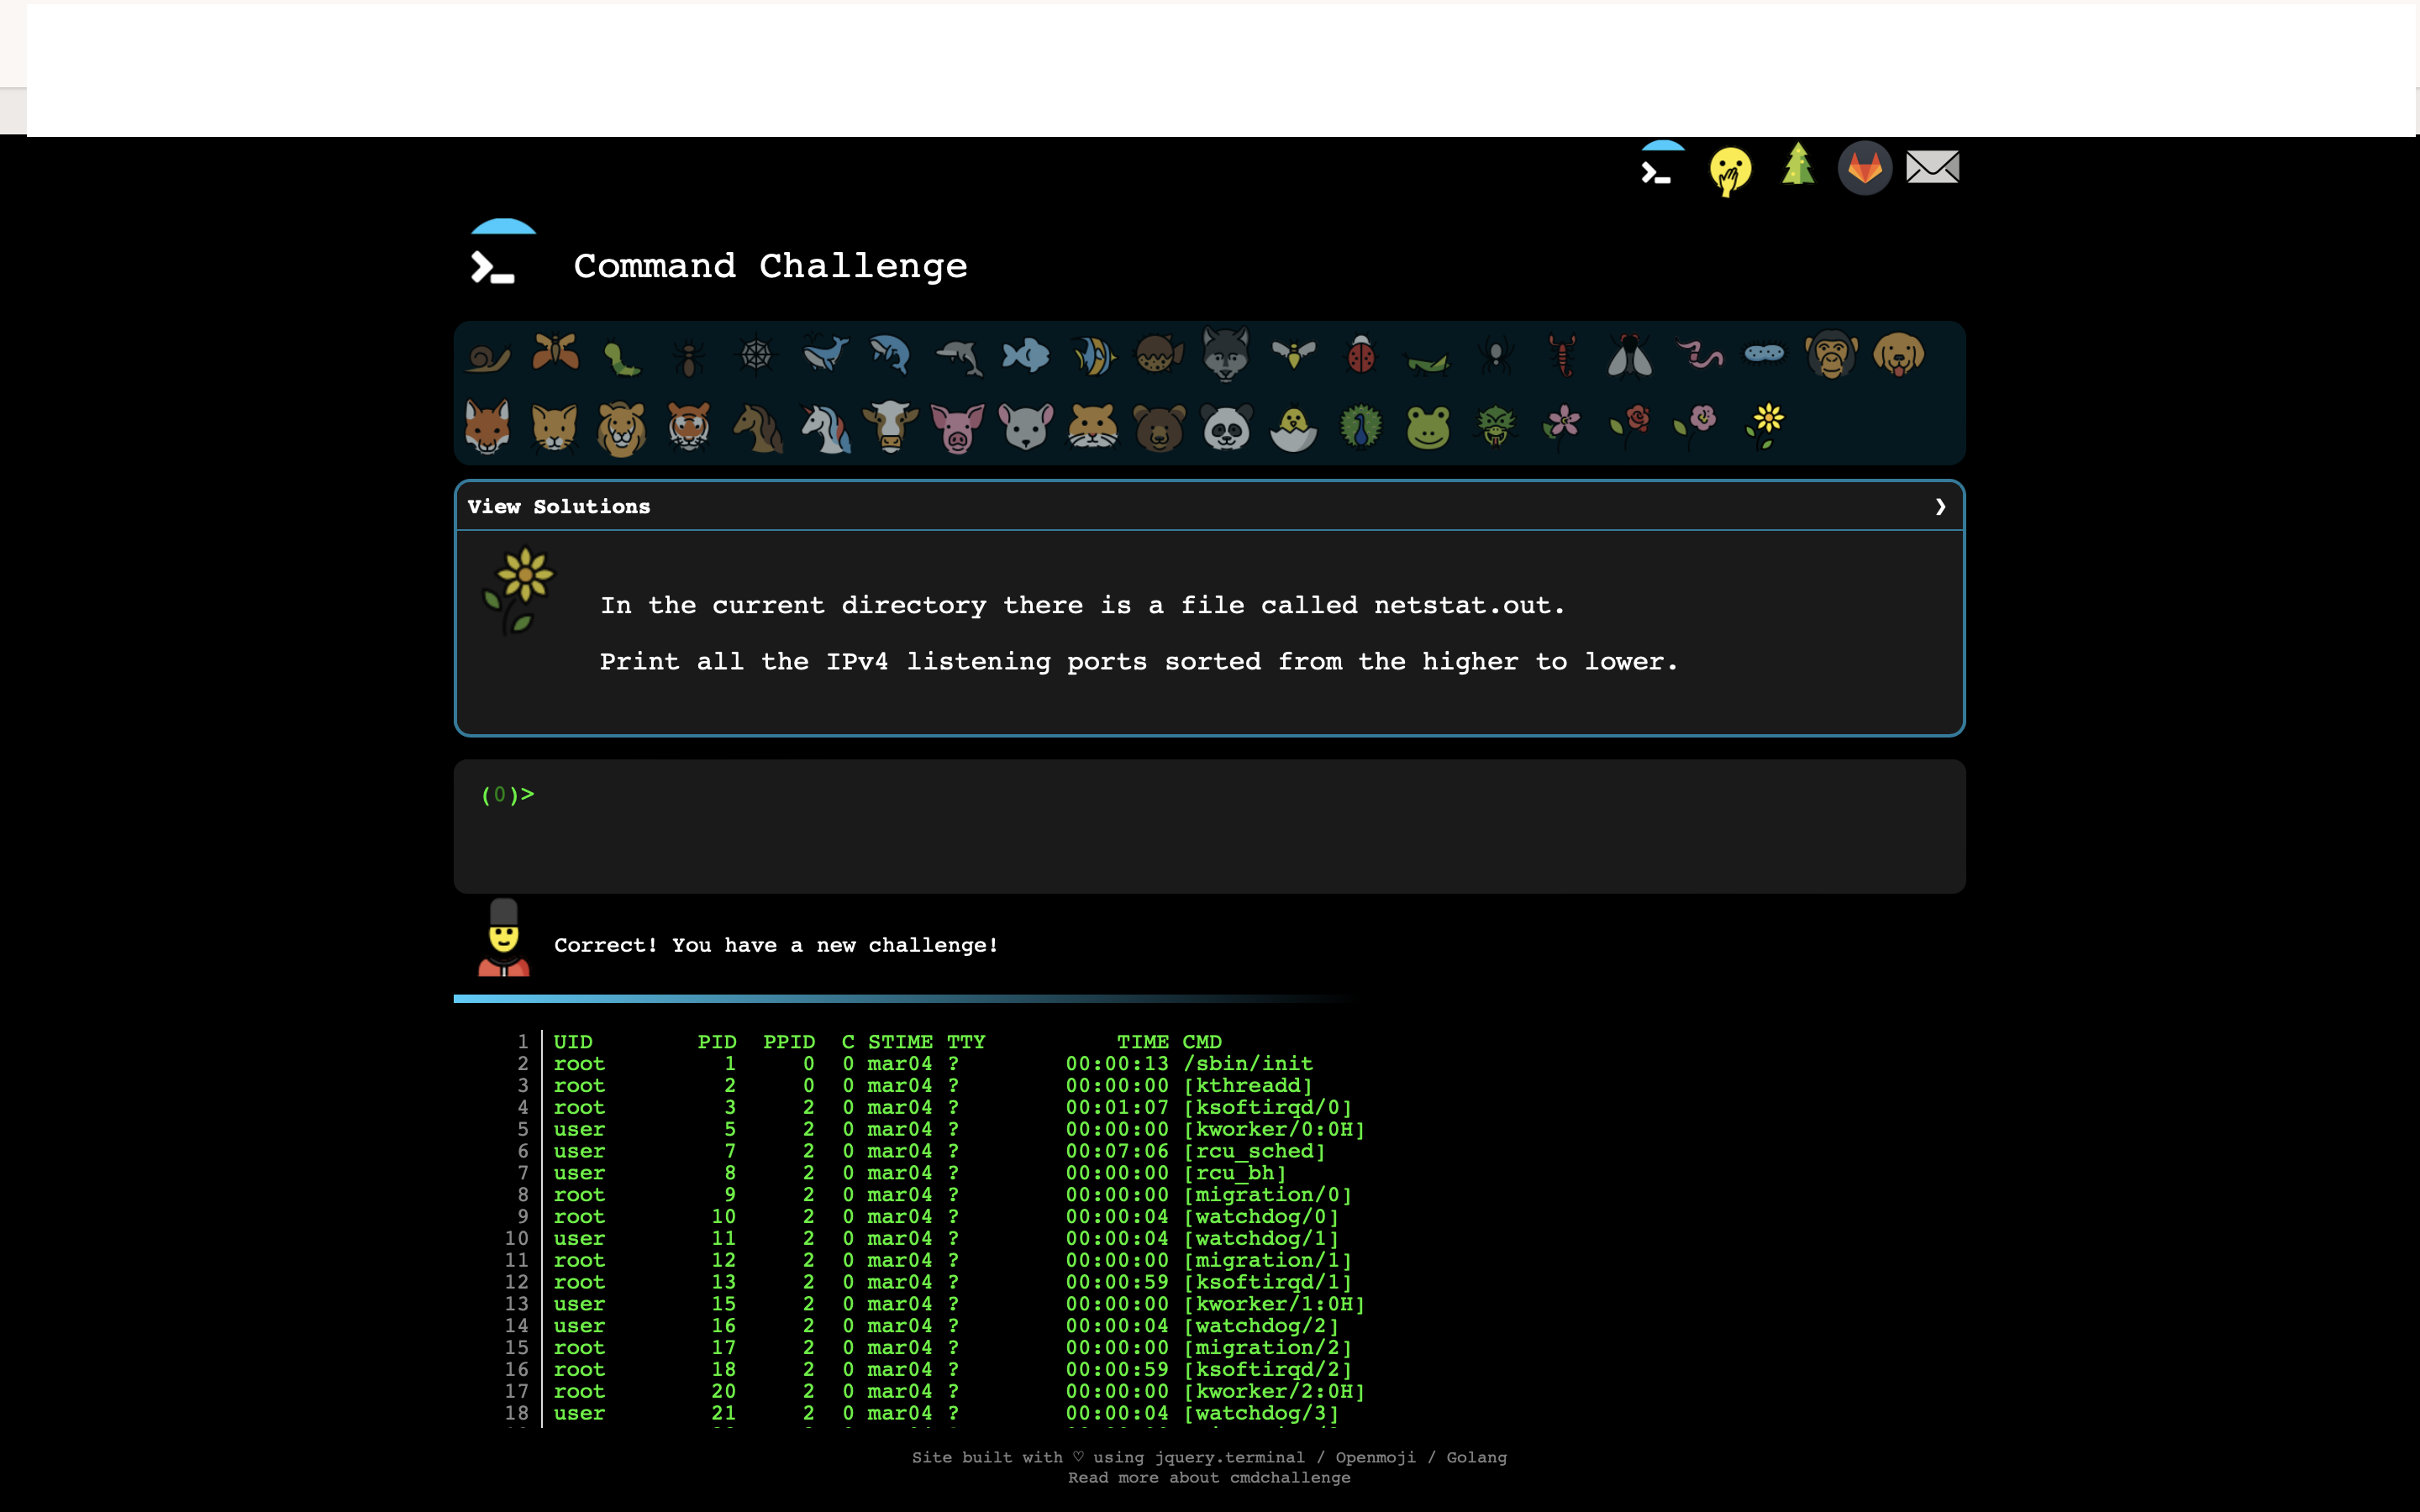 Command Challenge
View Solutions ❯
In the current directory there is a file called netstat.out.
Print all the IPv4 listening ports sorted from the higher to lower.
(0)>
Correct! You have a new challenge!
1 UID PID PPID C STIME TTY TIME CMD
2 root 1 0 0 mar04 ? 00:00:13 /sbin/init
3 root 2 0 0 mar04 ? 00:00:00 [kthreadd]
4 root 3 2 0 mar04 ? 00:01:07 [ksoftirqd/0]
5 user 5 2 0 mar04 ? 00:00:00 [kworker/0:0H]
6 user 7 2 0 mar04 ? 00:07:06 [rcu_sched]
7 user 8 2 0 mar04 ? 00:00:00 [rcu_bh]
8 root 9 2 0 mar04 ? 00:00:00 [migration/0]
9 root 10 2 0 mar04 ? 00:00:04 [watchdog/0]
10 user 11 2 0 mar04 ? 00:00:04 [watchdog/1]
11 root 12 2 0 mar04 ? 00:00:00 [migration/1]
12 root 13 2 0 mar04 ? 00:00:59 [ksoftirqd/1]
13 user 15 2 0 mar04 ? 00:00:00 [kworker/1:0H]
14 user 16 2 0 mar04 ? 00:00:04 [watchdog/2]
15 root 17 2 0 mar04 ? 00:00:00 [migration/2]
16 root 18 2 0 mar04 ? 00:00:59 [ksoftirqd/2]
17 root 20 2 0 mar04 ? 00:00:00 [kworker/2:0H]
18 user 21 2 0 mar04 ? 00:00:04 [watchdog/3]
Site built with ♡ using jquery.terminal / Openmoji / Golang
Read more about cmdchallenge